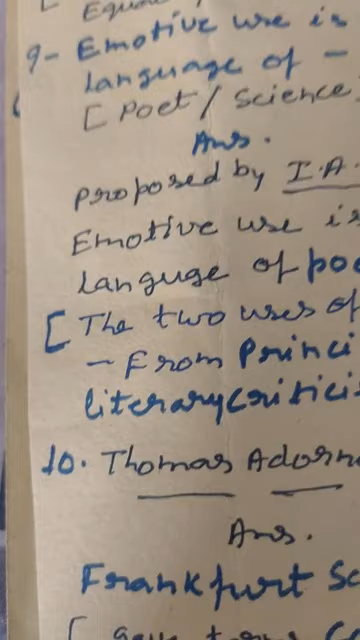 Emotive use is
9- language of -
[Poet/Science
Ans.
proposed by I.A.
Emotive use is
languge of poe
[The two uses of
- From Princi
literary Critici
10. Thomas Adorn
Ans.
Frankfurt Sc
[